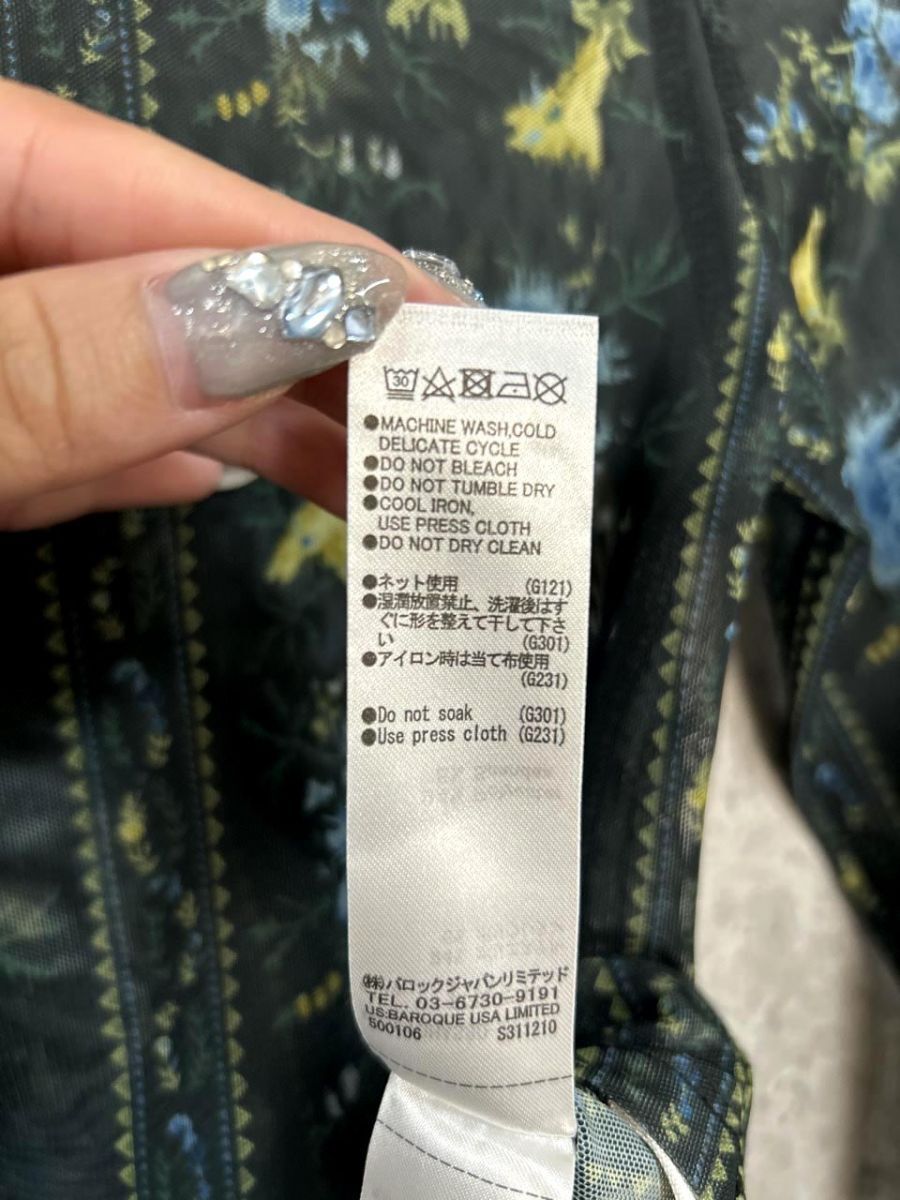 30
●MACHINE WASH,COLD
DELICATE CYCLE
●DO NOT BLEACH
●DO NOT TUMBLE DRY
●COOL IRON,
USE PRESS CLOTH
●DO NOT DRY CLEAN
●ネット使用 (G121)
●湿潤放置禁止、洗濯後はす
ぐに形を整えて干して下さ
い (G301)
●アイロン時は当て布使用
(G231)
●Do not soak (G301)
●Use press cloth (G231)
㈱バロックジャパンリミテッド
TEL. 03-6730-9191
US:BAROQUE USA LIMITED
500106 S311210